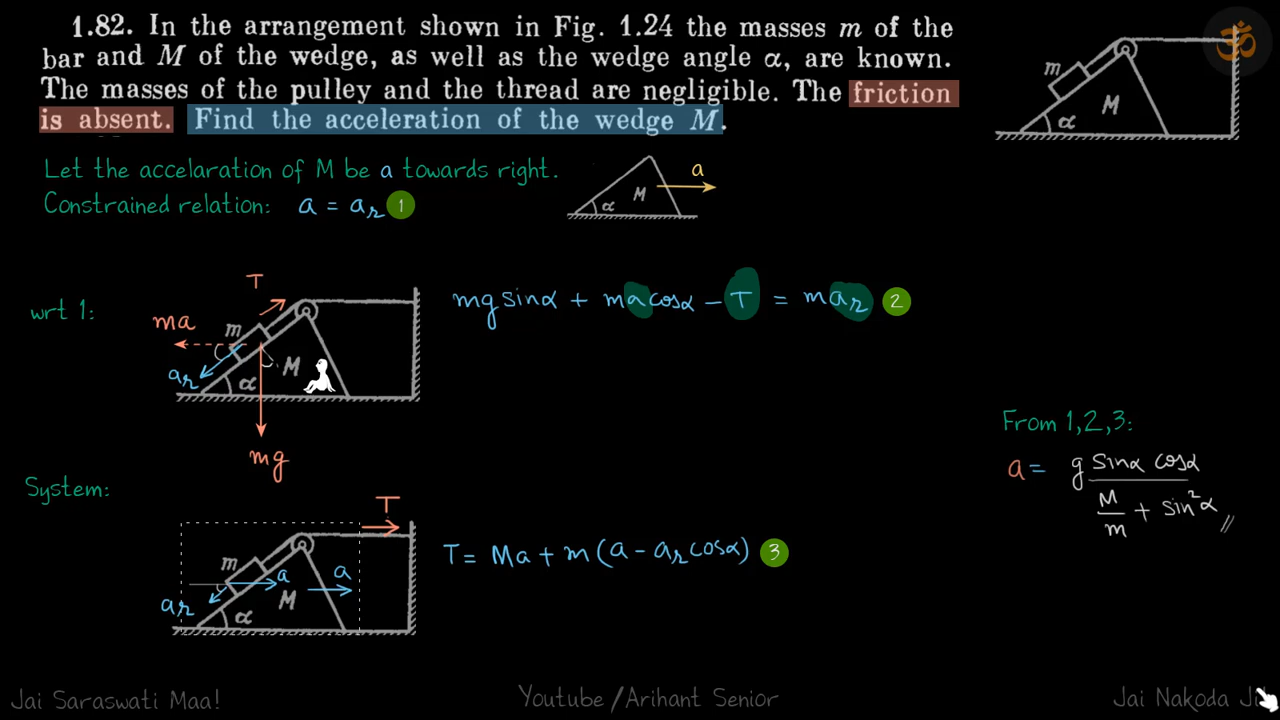 1.82. In the arrangement shown in Fig. 1.24 the masses m of the
bar and M of the wedge, as well as the wedge angle α, are known.
The masses of the pulley and the thread are negligible. The friction
is absent. Find the acceleration of the wedge M.
m
M
α
ॐ
Let the accelaration of M be a towards right.
Constrained relation: a = ar 1
a
M
α
wrt 1:
T
ma
m
ar
α
M
mg
mg sinα + macosα − T = mar 2
From 1,2,3:
a = g sinα cosα / (M/m + sin²α) //
System:
T
m
a
a
M
ar
α
T = Ma + m(a − ar cosα) 3
Jai Saraswati Maa!
Youtube /Arihant Senior
Jai Nakoda Ji